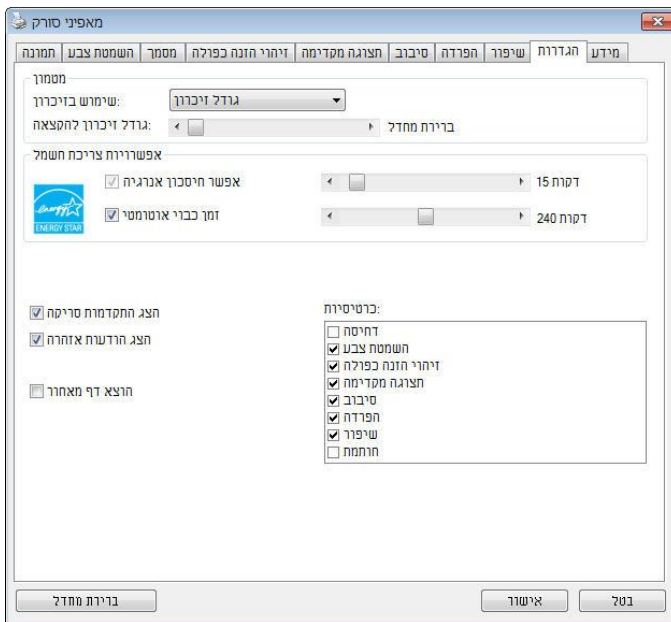 מאפיני סורק
תמונה
השמטת צבע
מסמך
זיהוי הזנה כפולה
תצוגה מקדימה
סיבוב
הפרדה
שיפור
הגדרות
מידע
מטמון
שימוש בזיכרון:
גודל זיכרון
גודל זיכרון להקצאה:
ברירת מחדל
אפשרויות צריכת חשמל
ENERGY STAR
אפשר חיסכון אנרגיה
דקות 15
זמן כבוי אוטומטי
דקות 240
הצג התקדמות סריקה
הצג הודעות אזהרה
הוצא דף מאחור
כרטיסיות:
דחיסה
השמטת צבע
זיהוי הזנה כפולה
תצוגה מקדימה
סיבוב
הפרדה
שיפור
חותמת
ברירת מחדל
אישור
בטל